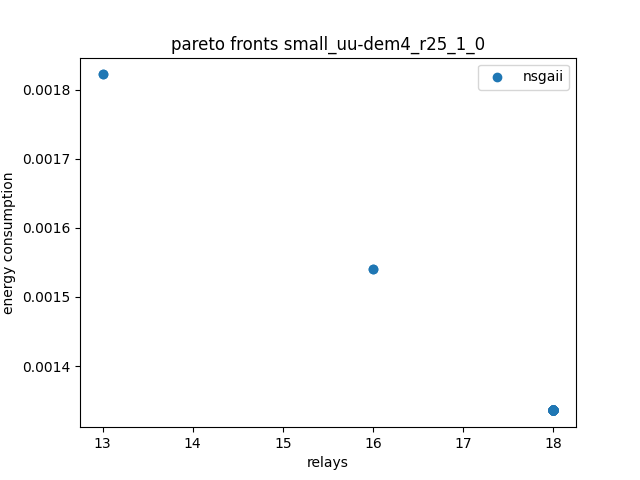 pareto fronts small_uu-dem4_r25_1_0
nsgaii
energy consumption
0.0018
0.0017
0.0016
0.0015
0.0014
13 14 15 16 17 18
relays